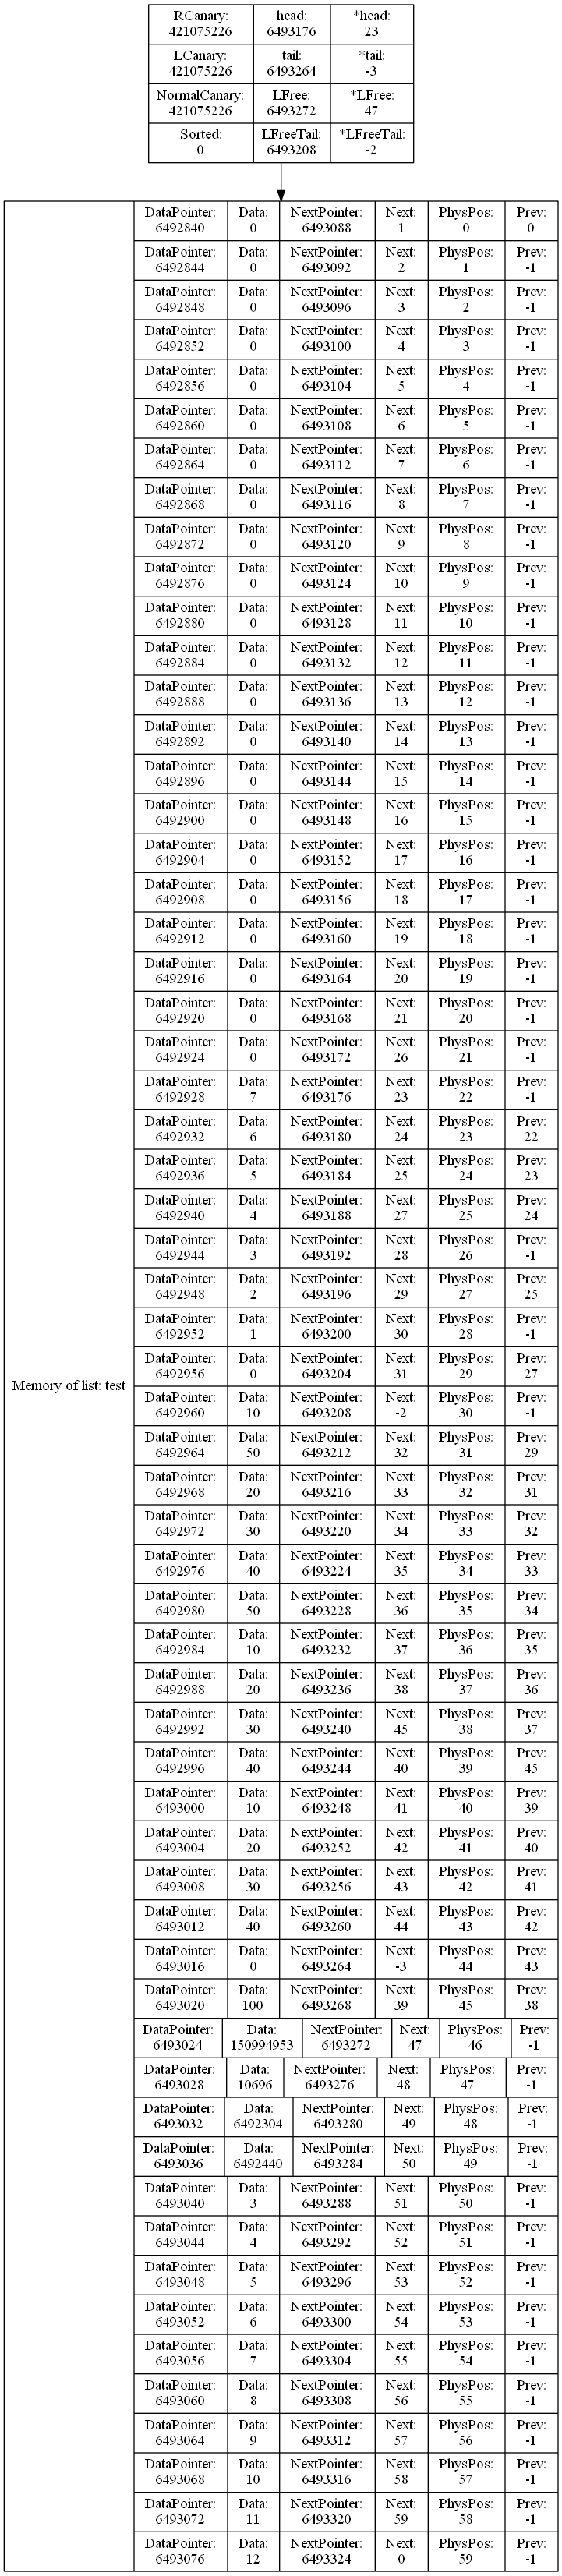 RCanary: head: *head:
421075226 6493176 23
LCanary: tail: *tail:
421075226 6493264 -3
NormalCanary: LFree: *LFree:
421075226 6493272 47
Sorted: LFreeTail: *LFreeTail:
0 6493208 -2
Memory of list: test
DataPointer: Data: NextPointer: Next: PhysPos: Prev:
6492840 0 6493088 1 0 0
DataPointer: Data: NextPointer: Next: PhysPos: Prev:
6492844 0 6493092 2 1 -1
DataPointer: Data: NextPointer: Next: PhysPos: Prev:
6492848 0 6493096 3 2 -1
DataPointer: Data: NextPointer: Next: PhysPos: Prev:
6492852 0 6493100 4 3 -1
DataPointer: Data: NextPointer: Next: PhysPos: Prev:
6492856 0 6493104 5 4 -1
DataPointer: Data: NextPointer: Next: PhysPos: Prev:
6492860 0 6493108 6 5 -1
DataPointer: Data: NextPointer: Next: PhysPos: Prev:
6492864 0 6493112 7 6 -1
DataPointer: Data: NextPointer: Next: PhysPos: Prev:
6492868 0 6493116 8 7 -1
DataPointer: Data: NextPointer: Next: PhysPos: Prev:
6492872 0 6493120 9 8 -1
DataPointer: Data: NextPointer: Next: PhysPos: Prev:
6492876 0 6493124 10 9 -1
DataPointer: Data: NextPointer: Next: PhysPos: Prev:
6492880 0 6493128 11 10 -1
DataPointer: Data: NextPointer: Next: PhysPos: Prev:
6492884 0 6493132 12 11 -1
DataPointer: Data: NextPointer: Next: PhysPos: Prev:
6492888 0 6493136 13 12 -1
DataPointer: Data: NextPointer: Next: PhysPos: Prev:
6492892 0 6493140 14 13 -1
DataPointer: Data: NextPointer: Next: PhysPos: Prev:
6492896 0 6493144 15 14 -1
DataPointer: Data: NextPointer: Next: PhysPos: Prev:
6492900 0 6493148 16 15 -1
DataPointer: Data: NextPointer: Next: PhysPos: Prev:
6492904 0 6493152 17 16 -1
DataPointer: Data: NextPointer: Next: PhysPos: Prev:
6492908 0 6493156 18 17 -1
DataPointer: Data: NextPointer: Next: PhysPos: Prev:
6492912 0 6493160 19 18 -1
DataPointer: Data: NextPointer: Next: PhysPos: Prev:
6492916 0 6493164 20 19 -1
DataPointer: Data: NextPointer: Next: PhysPos: Prev:
6492920 0 6493168 21 20 -1
DataPointer: Data: NextPointer: Next: PhysPos: Prev:
6492924 0 6493172 26 21 -1
DataPointer: Data: NextPointer: Next: PhysPos: Prev:
6492928 7 6493176 23 22 -1
DataPointer: Data: NextPointer: Next: PhysPos: Prev:
6492932 6 6493180 24 23 22
DataPointer: Data: NextPointer: Next: PhysPos: Prev:
6492936 5 6493184 25 24 23
DataPointer: Data: NextPointer: Next: PhysPos: Prev:
6492940 4 6493188 27 25 24
DataPointer: Data: NextPointer: Next: PhysPos: Prev:
6492944 3 6493192 28 26 -1
DataPointer: Data: NextPointer: Next: PhysPos: Prev:
6492948 2 6493196 29 27 25
DataPointer: Data: NextPointer: Next: PhysPos: Prev:
6492952 1 6493200 30 28 -1
DataPointer: Data: NextPointer: Next: PhysPos: Prev:
6492956 0 6493204 31 29 27
DataPointer: Data: NextPointer: Next: PhysPos: Prev:
6492960 10 6493208 -2 30 -1
DataPointer: Data: NextPointer: Next: PhysPos: Prev:
6492964 50 6493212 32 31 29
DataPointer: Data: NextPointer: Next: PhysPos: Prev:
6492968 20 6493216 33 32 31
DataPointer: Data: NextPointer: Next: PhysPos: Prev:
6492972 30 6493220 34 33 32
DataPointer: Data: NextPointer: Next: PhysPos: Prev:
6492976 40 6493224 35 34 33
DataPointer: Data: NextPointer: Next: PhysPos: Prev:
6492980 50 6493228 36 35 34
DataPointer: Data: NextPointer: Next: PhysPos: Prev:
6492984 10 6493232 37 36 35
DataPointer: Data: NextPointer: Next: PhysPos: Prev:
6492988 20 6493236 38 37 36
DataPointer: Data: NextPointer: Next: PhysPos: Prev:
6492992 30 6493240 45 38 37
DataPointer: Data: NextPointer: Next: PhysPos: Prev:
6492996 40 6493244 40 39 45
DataPointer: Data: NextPointer: Next: PhysPos: Prev:
6493000 10 6493248 41 40 39
DataPointer: Data: NextPointer: Next: PhysPos: Prev:
6493004 20 6493252 42 41 40
DataPointer: Data: NextPointer: Next: PhysPos: Prev:
6493008 30 6493256 43 42 41
DataPointer: Data: NextPointer: Next: PhysPos: Prev:
6493012 40 6493260 44 43 42
DataPointer: Data: NextPointer: Next: PhysPos: Prev:
6493016 0 6493264 -3 44 43
DataPointer: Data: NextPointer: Next: PhysPos: Prev:
6493020 100 6493268 39 45 38
DataPointer: Data: NextPointer: Next: PhysPos: Prev:
6493024 150994953 6493272 47 46 -1
DataPointer: Data: NextPointer: Next: PhysPos: Prev:
6493028 10696 6493276 48 47 -1
DataPointer: Data: NextPointer: Next: PhysPos: Prev:
6493032 6492304 6493280 49 48 -1
DataPointer: Data: NextPointer: Next: PhysPos: Prev:
6493036 6492440 6493284 50 49 -1
DataPointer: Data: NextPointer: Next: PhysPos: Prev:
6493040 3 6493288 51 50 -1
DataPointer: Data: NextPointer: Next: PhysPos: Prev:
6493044 4 6493292 52 51 -1
DataPointer: Data: NextPointer: Next: PhysPos: Prev:
6493048 5 6493296 53 52 -1
DataPointer: Data: NextPointer: Next: PhysPos: Prev:
6493052 6 6493300 54 53 -1
DataPointer: Data: NextPointer: Next: PhysPos: Prev:
6493056 7 6493304 55 54 -1
DataPointer: Data: NextPointer: Next: PhysPos: Prev:
6493060 8 6493308 56 55 -1
DataPointer: Data: NextPointer: Next: PhysPos: Prev:
6493064 9 6493312 57 56 -1
DataPointer: Data: NextPointer: Next: PhysPos: Prev:
6493068 10 6493316 58 57 -1
DataPointer: Data: NextPointer: Next: PhysPos: Prev:
6493072 11 6493320 59 58 -1
DataPointer: Data: NextPointer: Next: PhysPos: Prev:
6493076 12 6493324 0 59 -1